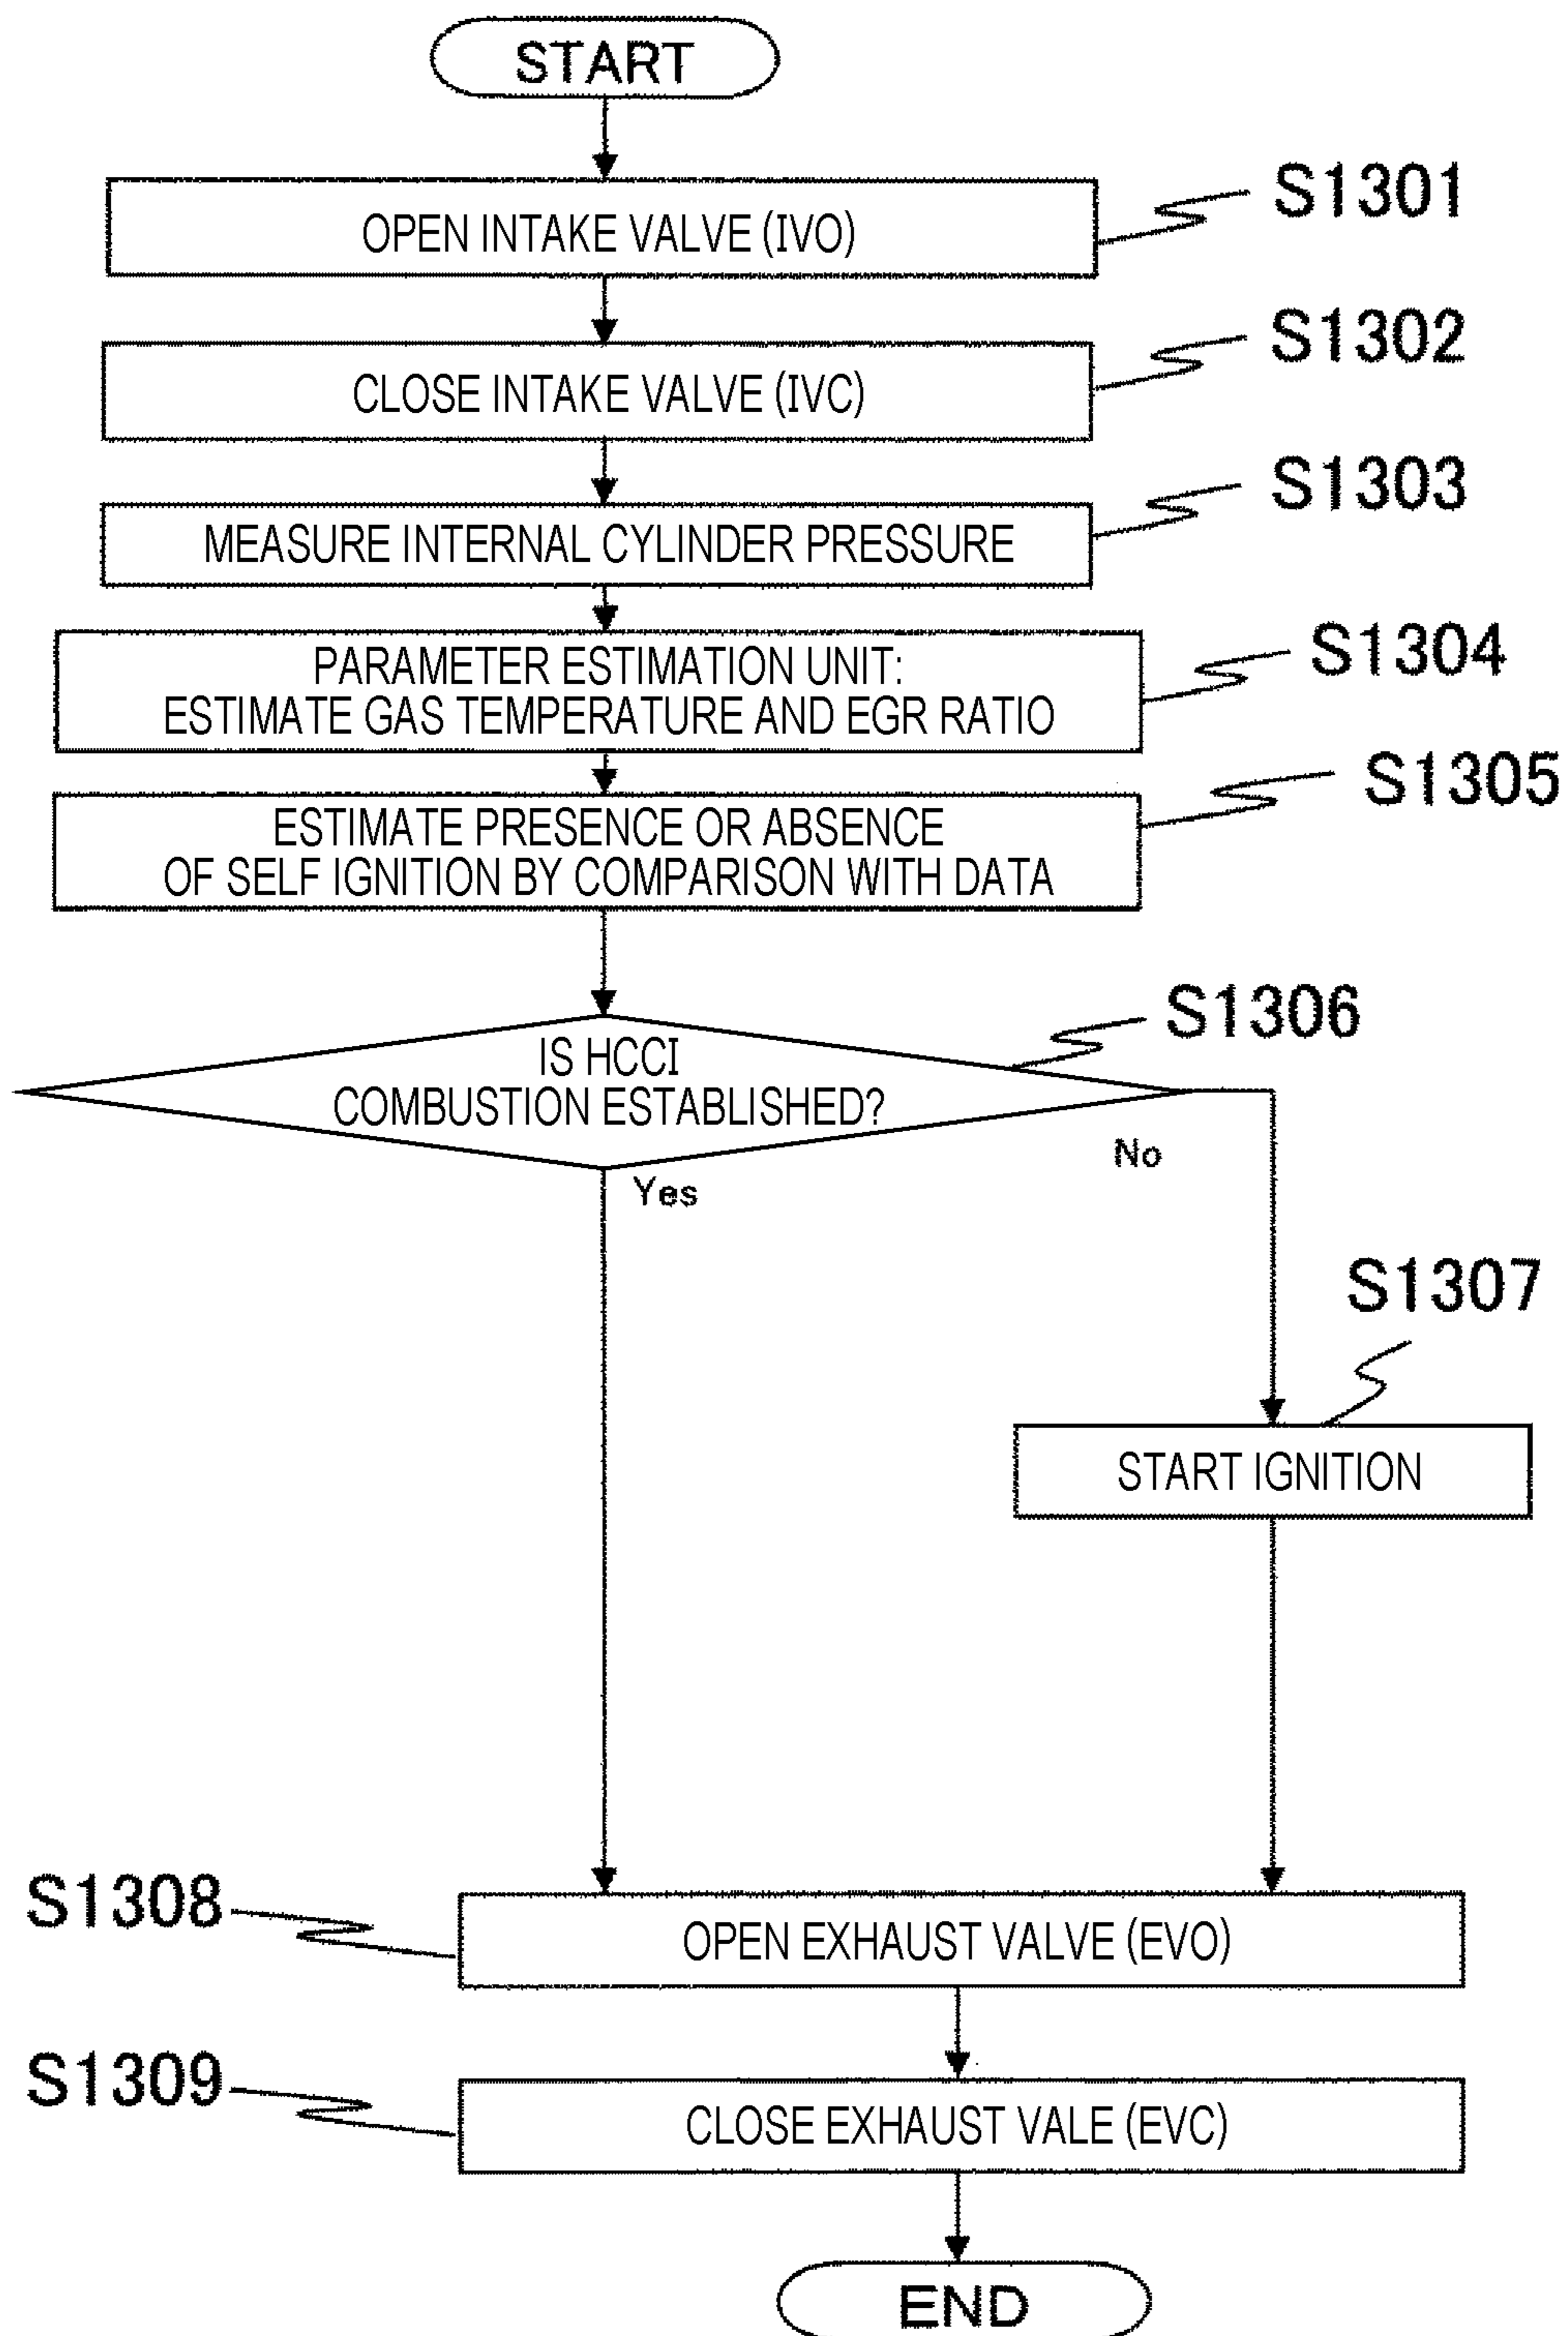 START
OPEN INTAKE VALVE (IVO)
S1301
CLOSE INTAKE VALVE (IVC)
S1302
MEASURE INTERNAL CYLINDER PRESSURE
S1303
PARAMETER ESTIMATION UNIT:
ESTIMATE GAS TEMPERATURE AND EGR RATIO
S1304
ESTIMATE PRESENCE OR ABSENCE
OF SELF IGNITION BY COMPARISON WITH DATA
S1305
IS HCCI
COMBUSTION ESTABLISHED?
S1306
No
Yes
S1307
START IGNITION
S1308
OPEN EXHAUST VALVE (EVO)
S1309
CLOSE EXHAUST VALE (EVC)
END